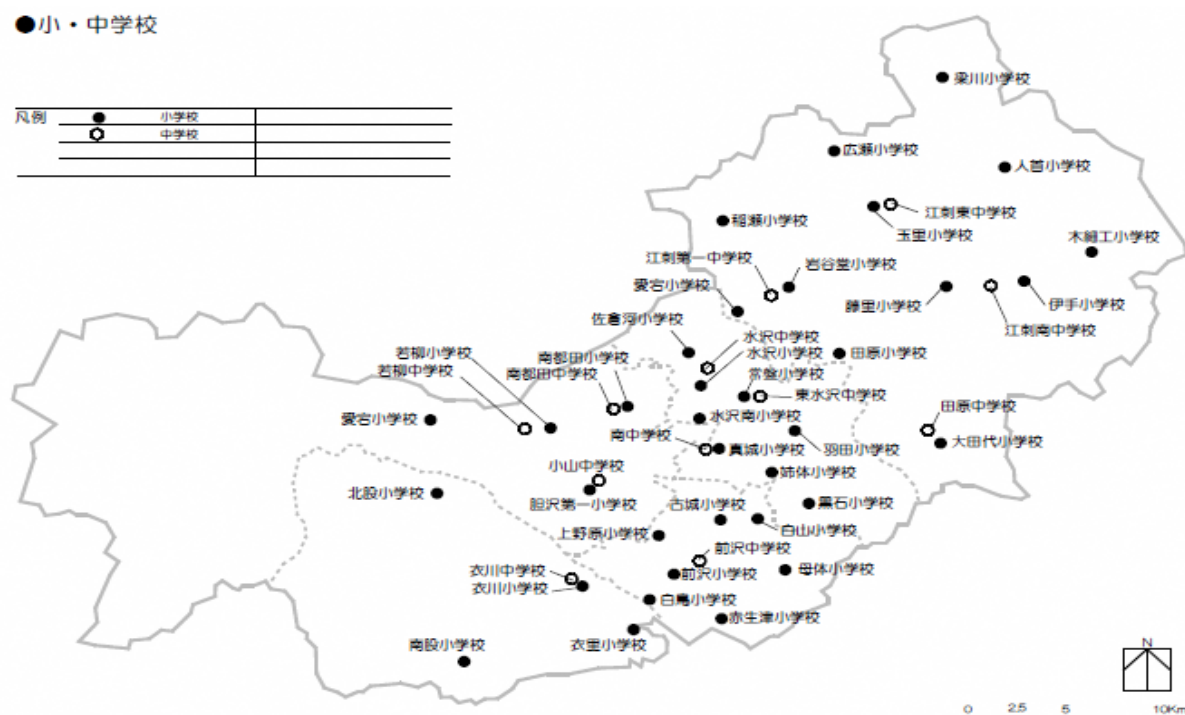 ●小・中学校
凡例 小学校
中学校
梁川小学校
広瀬小学校
人首小学校
江刺東中学校
稲瀬小学校
玉里小学校
木細工小学校
江刺第一中学校
岩谷堂小学校
愛宕小学校
藤里小学校
伊手小学校
佐倉河小学校
江刺南中学校
水沢中学校
若柳小学校
南都田小学校
水沢小学校
田原小学校
若柳中学校
南都田中学校
常盤小学校
東水沢中学校
愛宕小学校
水沢南小学校
田原中学校
南中学校
真城小学校
羽田小学校
大田代小学校
小山中学校
姉体小学校
北股小学校
胆沢第一小学校
古城小学校
黒石小学校
上野原小学校
白山小学校
前沢中学校
衣川中学校
前沢小学校
母体小学校
衣川小学校
白鳥小学校
赤生津小学校
南股小学校
衣里小学校
N
0 2.5 5 10Km